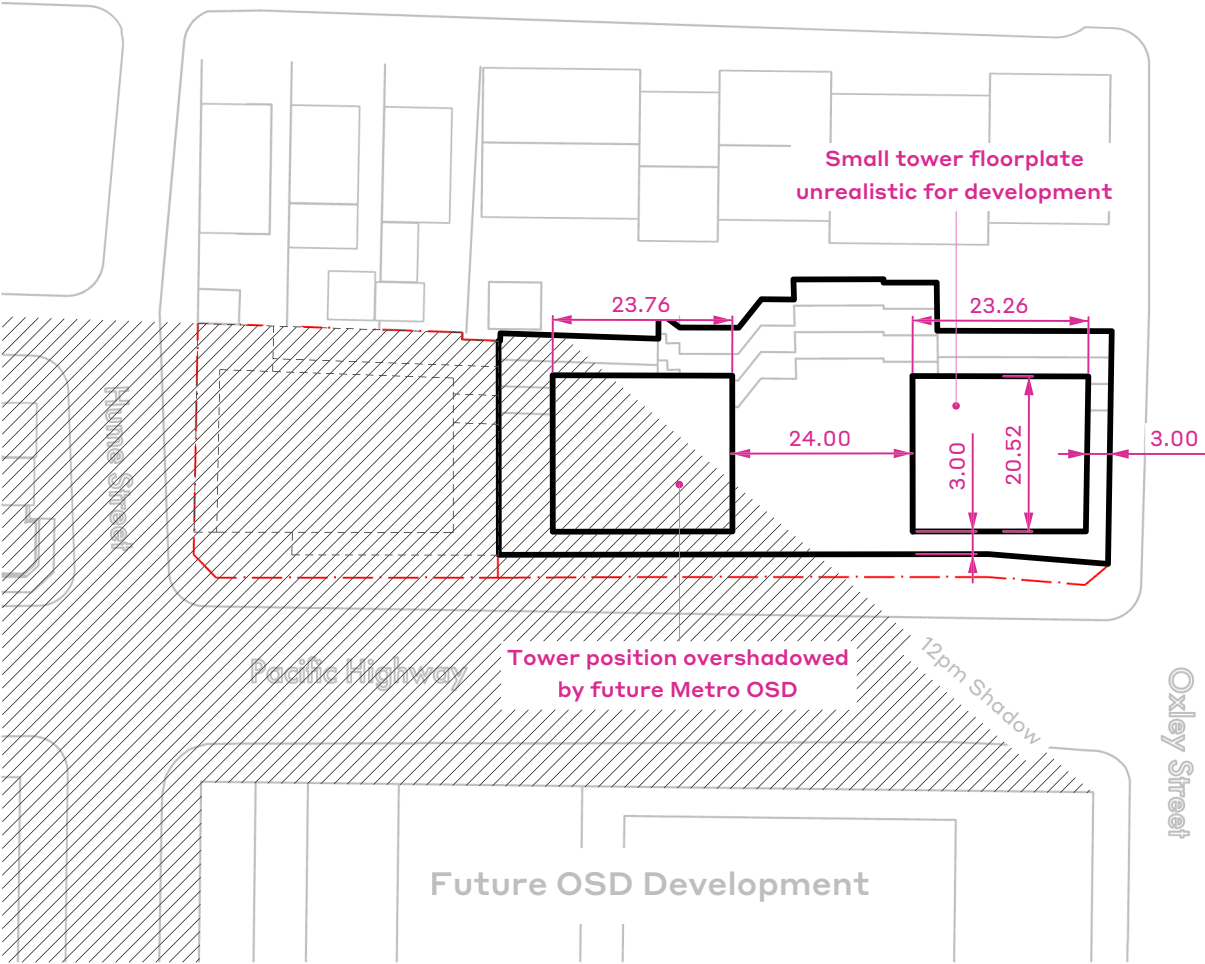 Small tower floorplate
unrealistic for development
23.76
23.26
Hume Street
24.00
3.00
20.52
3.00
Tower position overshadowed
by future Metro OSD
Pacific Highway
12pm Shadow
Oxley Street
Future OSD Development